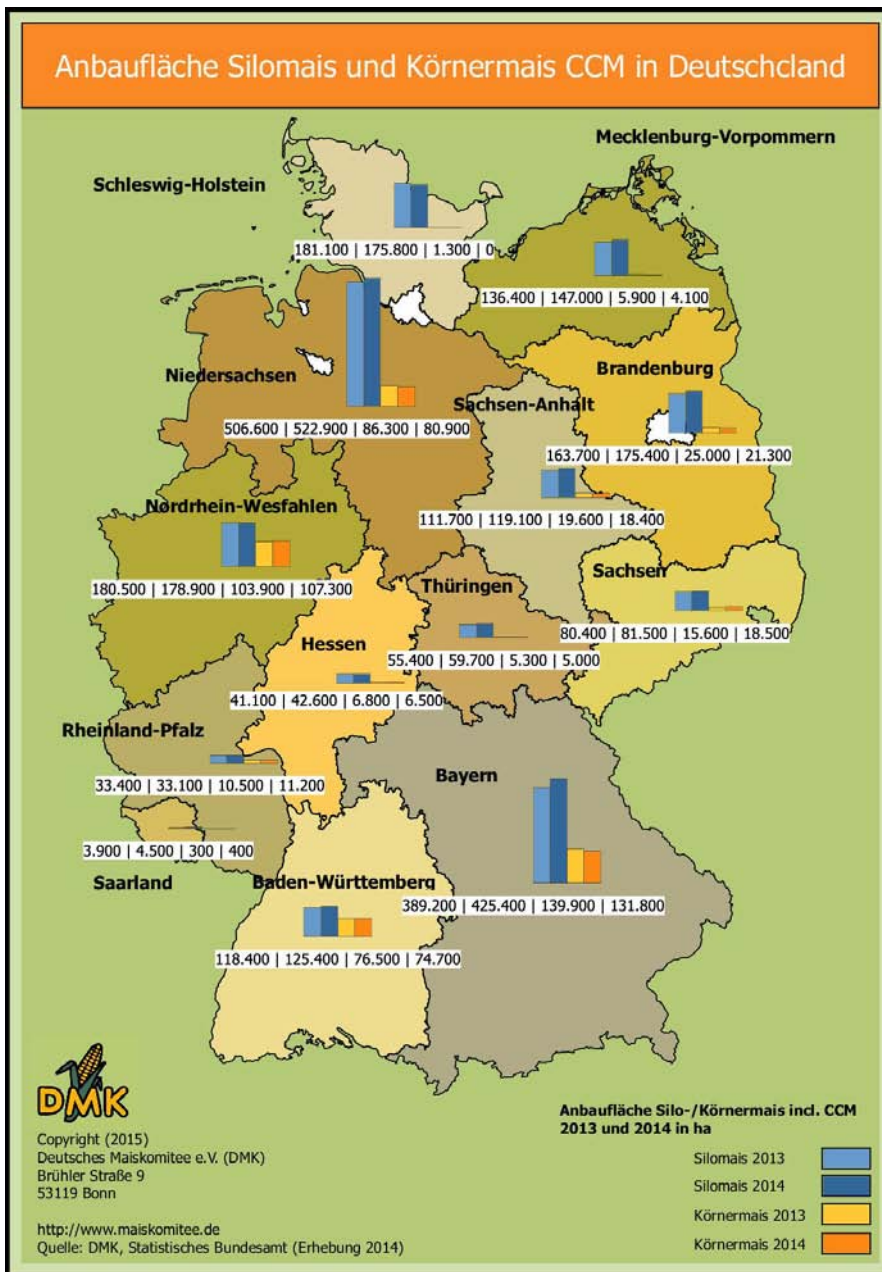 Anbaufläche Silomais und Körnermais CCM in Deutschcland
Mecklenburg-Vorpommern
Schleswig-Holstein
181.100 | 175.800 | 1.300 | 0
136.400 | 147.000 | 5.900 | 4.100
Brandenburg
Niedersachsen
Sachsen-Anhalt
506.600 | 522.900 | 86.300 | 80.900
163.700 | 175.400 | 25.000 | 21.300
Nordrhein-Wesfahlen
111.700 | 119.100 | 19.600 | 18.400
180.500 | 178.900 | 103.900 | 107.300
Sachsen
Thüringen
80.400 | 81.500 | 15.600 | 18.500
Hessen
55.400 | 59.700 | 5.300 | 5.000
41.100 | 42.600 | 6.800 | 6.500
Rheinland-Pfalz
Bayern
33.400 | 33.100 | 10.500 | 11.200
3.900 | 4.500 | 300 | 400
Saarland
Baden-Württemberg
389.200 | 425.400 | 139.900 | 131.800
118.400 | 125.400 | 76.500 | 74.700
DMK
Copyright (2015)
Deutsches Maiskomitee e.V. (DMK)
Brühler Straße 9
53119 Bonn
http://www.maiskomitee.de
Quelle: DMK, Statistisches Bundesamt (Erhebung 2014)
Anbaufläche Silo-/Körnermais incl. CCM
2013 und 2014 in ha
Silomais 2013
Silomais 2014
Körnermais 2013
Körnermais 2014